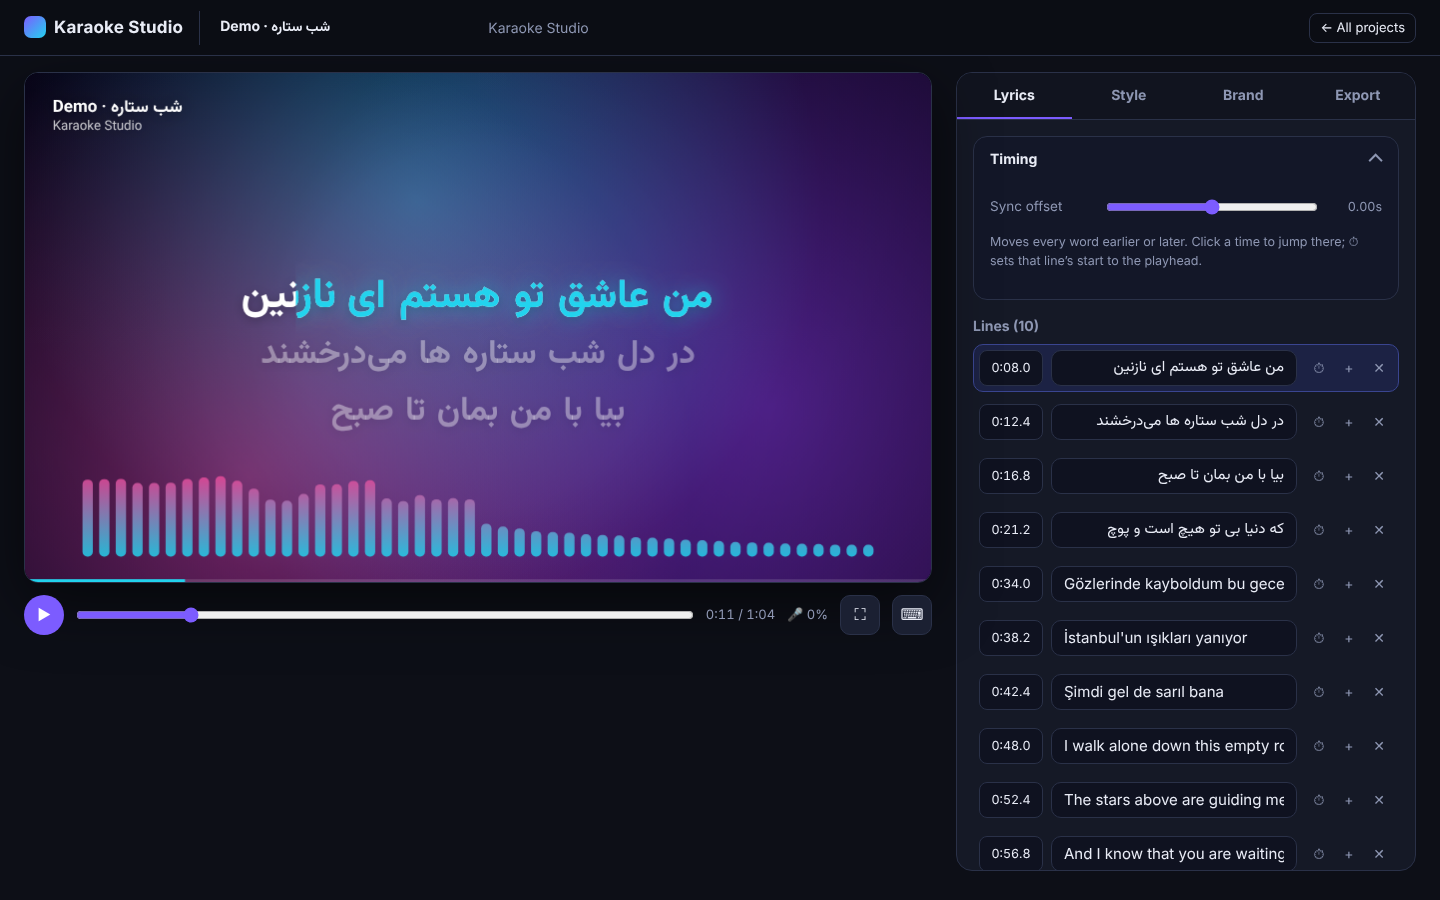 Karaoke Studio
Demo · شب ستاره
Karaoke Studio
← All projects
Demo · شب ستاره
Karaoke Studio
من عاشق تو هستم ای نازنین
در دل شب ستاره ها می‌درخشند
بیا با من بمان تا صبح
0:11 / 1:04
🎤 0%
Lyrics
Style
Brand
Export
Timing
Sync offset
0.00s
Moves every word earlier or later. Click a time to jump there; ⏱
sets that line’s start to the playhead.
Lines (10)
0:08.0 من عاشق تو هستم ای نازنین
0:12.4 در دل شب ستاره ها می‌درخشند
0:16.8 بیا با من بمان تا صبح
0:21.2 که دنیا بی تو هیچ است و پوچ
0:34.0 Gözlerinde kayboldum bu gece
0:38.2 İstanbul'un ışıkları yanıyor
0:42.4 Şimdi gel de sarıl bana
0:48.0 I walk alone down this empty
0:52.4 The stars above are guiding me
0:56.8 And I know that you are waiting